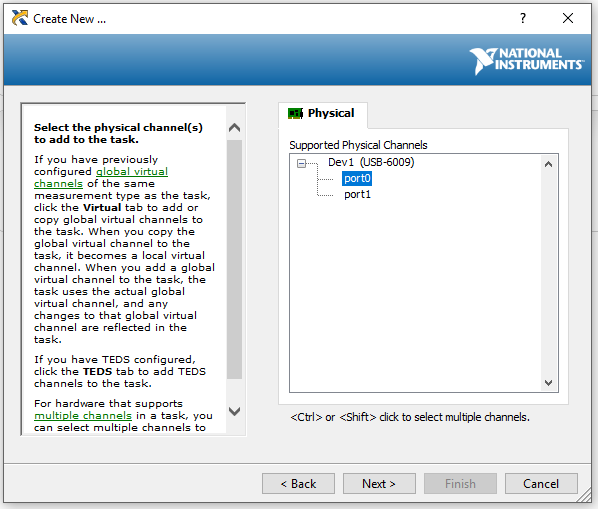 Create New ...
NATIONAL
INSTRUMENTS
Select the physical channel(s)
to add to the task.
If you have previously
configured global virtual
channels of the same
measurement type as the task,
click the Virtual tab to add or
copy global virtual channels to
the task. When you copy the
global virtual channel to the
task, it becomes a local virtual
channel. When you add a global
virtual channel to the task, the
task uses the actual global
virtual channel, and any
changes to that global virtual
channel are reflected in the
task.
If you have TEDS configured,
click the TEDS tab to add TEDS
channels to the task.
For hardware that supports
multiple channels in a task, you
can select multiple channels to
Physical
Supported Physical Channels
Dev1 (USB-6009)
port0
port1
<Ctrl> or <Shift> click to select multiple channels.
< Back
Next >
Finish
Cancel